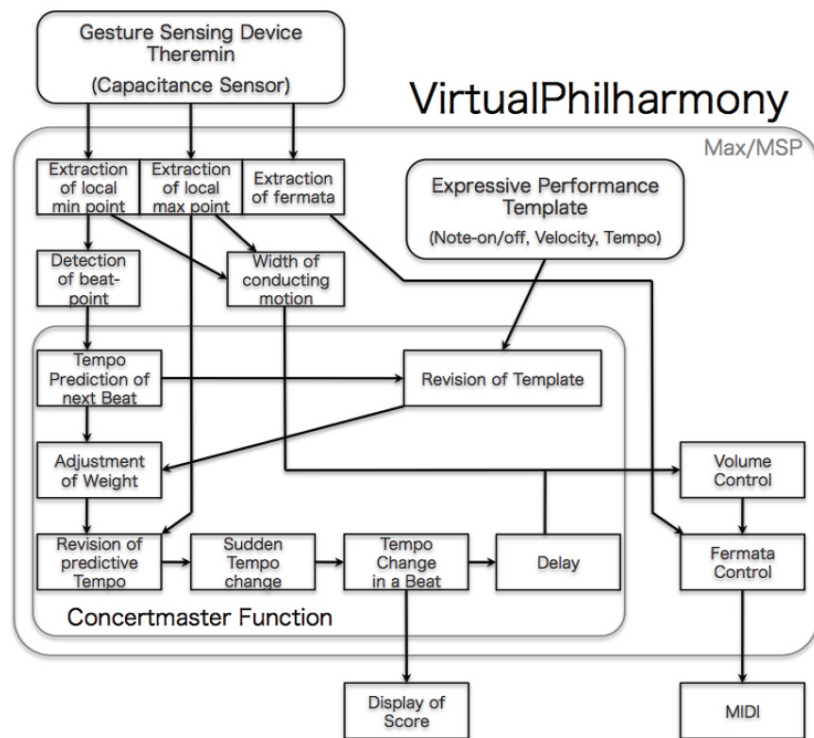 Gesture Sensing Device
Theremin
(Capacitance Sensor)
VirtualPhilharmony
Max/MSP
Extraction
of local
min point
Extraction
of local
max point
Extraction
of fermata
Expressive Performance
Template
(Note-on/off, Velocity, Tempo)
Detection
of beat-
point
Width of
conducting
motion
Tempo
Prediction of
next Beat
Revision of Template
Adjustment
of Weight
Volume
Control
Revision of
predictive
Tempo
Sudden
Tempo
change
Tempo
Change
in a Beat
Delay
Fermata
Control
Concertmaster Function
Display of
Score
MIDI